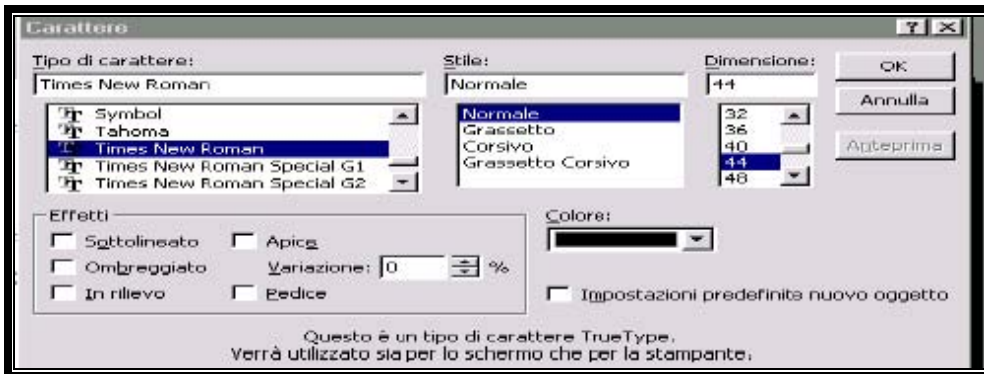 Carattere
Tipo di carattere: Stile: Dimensione:
Times New Roman Normale 44 OK
Symbol Normale 32 Annulla
Tahoma Grassetto 36
Times New Roman Corsivo 40 Anteprima
Times New Roman Special G1 Grassetto Corsivo 44
Times New Roman Special G2 48
Effetti Colore:
Sottolineato Apice
Ombreggiato Variazione: 0 %
In rilievo Pedice Impostazioni predefinite nuovo oggetto
Questo è un tipo di carattere TrueType.
Verrà utilizzato sia per lo schermo che per la stampante.